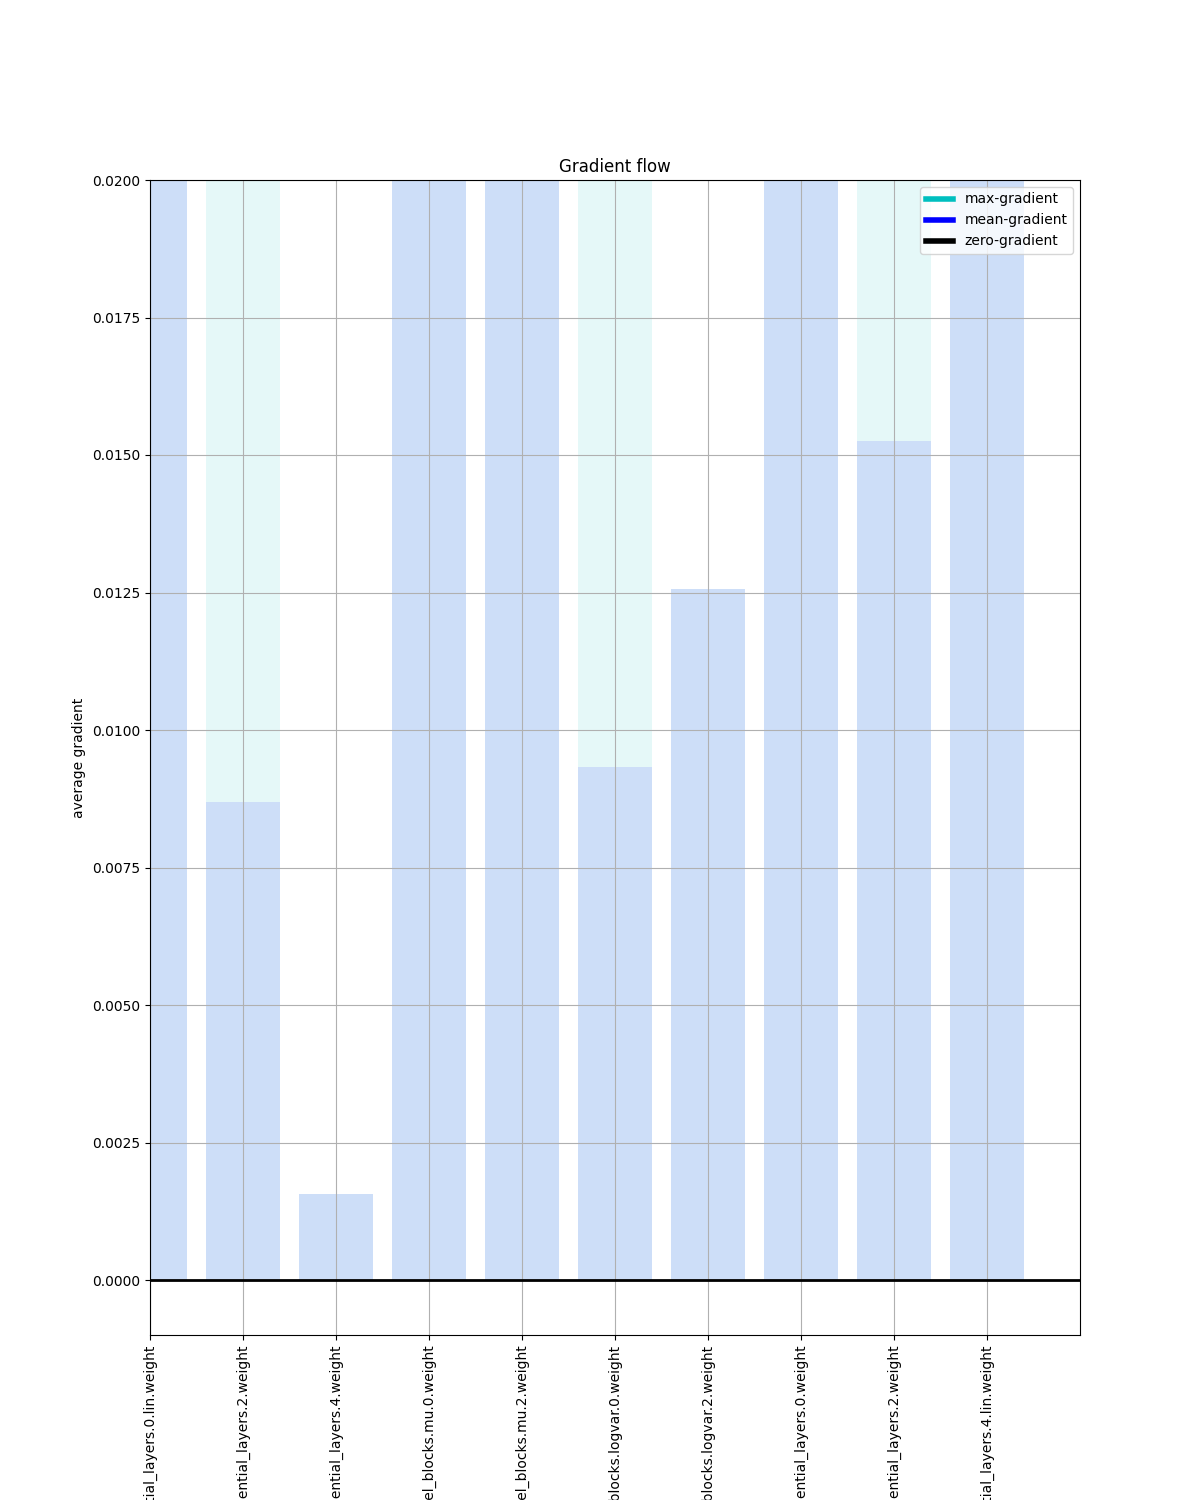 Gradient flow
max-gradient
mean-gradient
zero-gradient
0.0200
0.0175
0.0150
0.0125
0.0100
0.0075
0.0050
0.0025
0.0000
average gradient
tial_layers.0.lin.weight
ential_layers.2.weight
ential_layers.4.weight
el_blocks.mu.0.weight
el_blocks.mu.2.weight
blocks.logvar.0.weight
blocks.logvar.2.weight
ential_layers.0.weight
ential_layers.2.weight
tial_layers.4.lin.weight